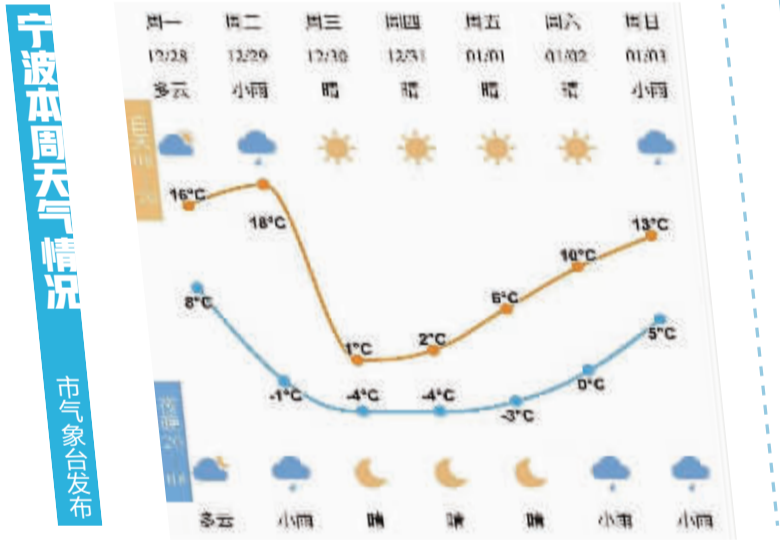 宁波本周天气情况
市气象台发布
周一 周二 周三 周四 周五 周六 周日
12/28 12/29 12/30 12/31 01/01 01/02 01/03
多云 小雨 晴 晴 晴 晴 小雨
16°C
18°C
1°C
2°C
6°C
10°C
13°C
8°C
-1°C
-4°C
-4°C
-3°C
0°C
5°C
多云 小雨 晴 晴 晴 小雨 小雨